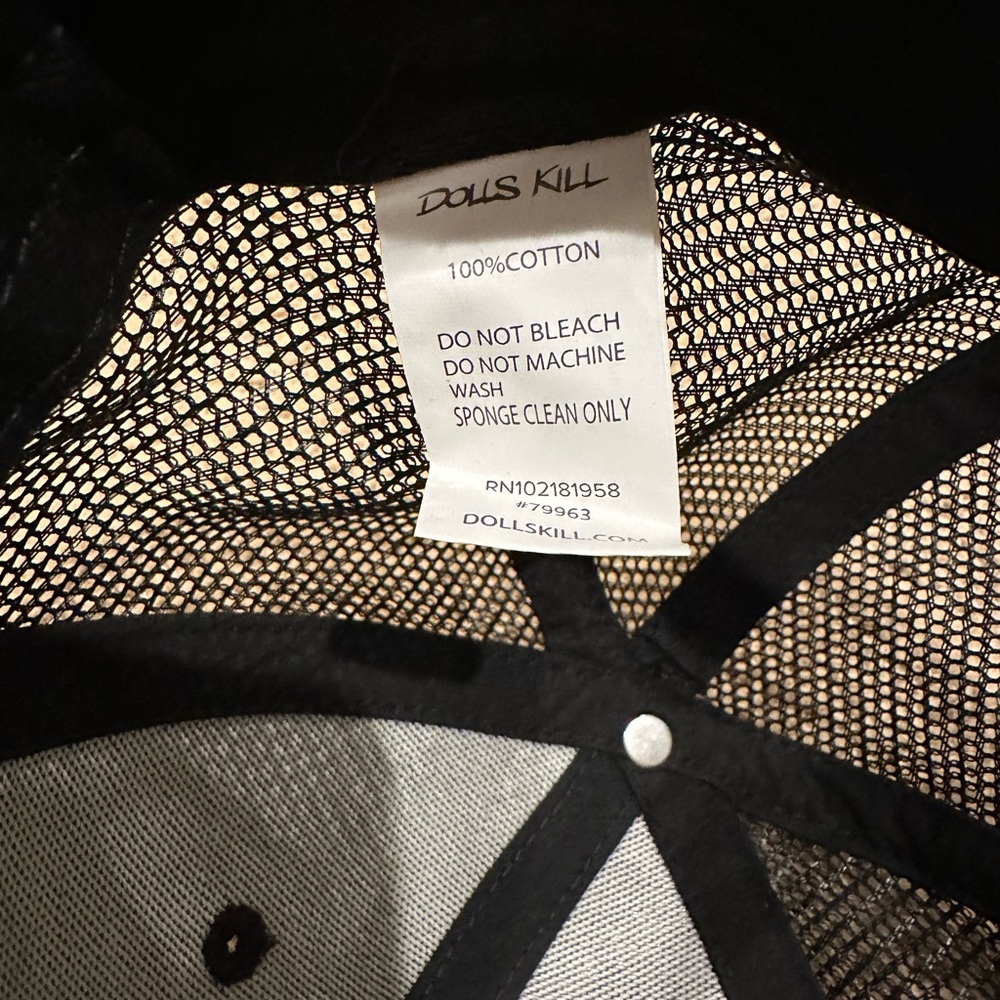 DOLLS KILL
100%COTTON
DO NOT BLEACH
DO NOT MACHINE
WASH
SPONGE CLEAN ONLY
RN102181958
#79963
DOLLSKILL.COM